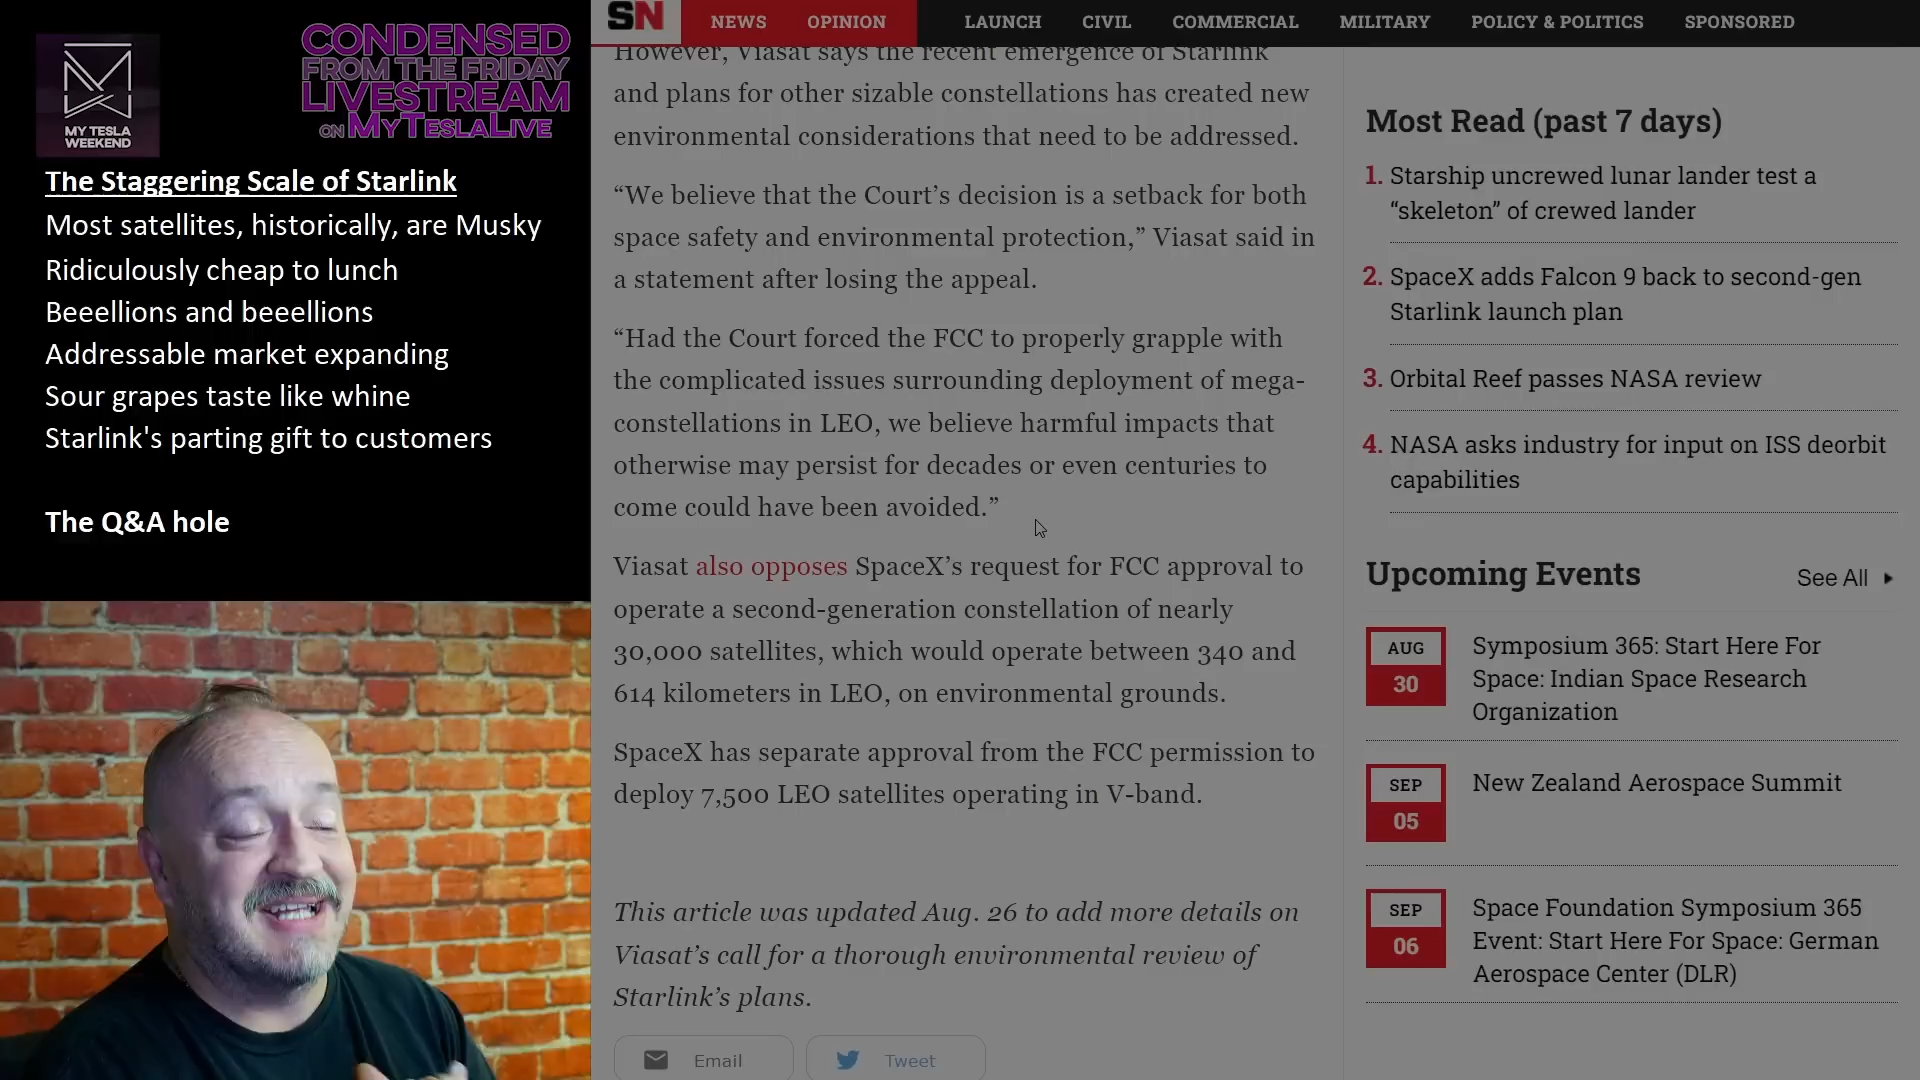 MY TESLA
WEEKEND
CONDENSED
FROM THE FRIDAY
LIVESTREAM
ON MYTESLALIVE
The Staggering Scale of Starlink
Most satellites, historically, are Musky
Ridiculously cheap to lunch
Beeellions and beeellions
Addressable market expanding
Sour grapes taste like whine
Starlink's parting gift to customers
The Q&A hole
SN
NEWS
OPINION
LAUNCH
CIVIL
COMMERCIAL
MILITARY
POLICY & POLITICS
SPONSORED
However, Viasat says the recent emergence of Starlink
and plans for other sizable constellations has created new
environmental considerations that need to be addressed.
“We believe that the Court’s decision is a setback for both
space safety and environmental protection,” Viasat said in
a statement after losing the appeal.
“Had the Court forced the FCC to properly grapple with
the complicated issues surrounding deployment of mega-
constellations in LEO, we believe harmful impacts that
otherwise may persist for decades or even centuries to
come could have been avoided.”
Viasat also opposes SpaceX’s request for FCC approval to
operate a second-generation constellation of nearly
30,000 satellites, which would operate between 340 and
614 kilometers in LEO, on environmental grounds.
SpaceX has separate approval from the FCC permission to
deploy 7,500 LEO satellites operating in V-band.
This article was updated Aug. 26 to add more details on
Viasat’s call for a thorough environmental review of
Starlink’s plans.
Email
Tweet
Most Read (past 7 days)
1. Starship uncrewed lunar lander test a
“skeleton” of crewed lander
2. SpaceX adds Falcon 9 back to second-gen
Starlink launch plan
3. Orbital Reef passes NASA review
4. NASA asks industry for input on ISS deorbit
capabilities
Upcoming Events
See All
AUG
30
Symposium 365: Start Here For
Space: Indian Space Research
Organization
SEP
05
New Zealand Aerospace Summit
SEP
06
Space Foundation Symposium 365
Event: Start Here For Space: German
Aerospace Center (DLR)